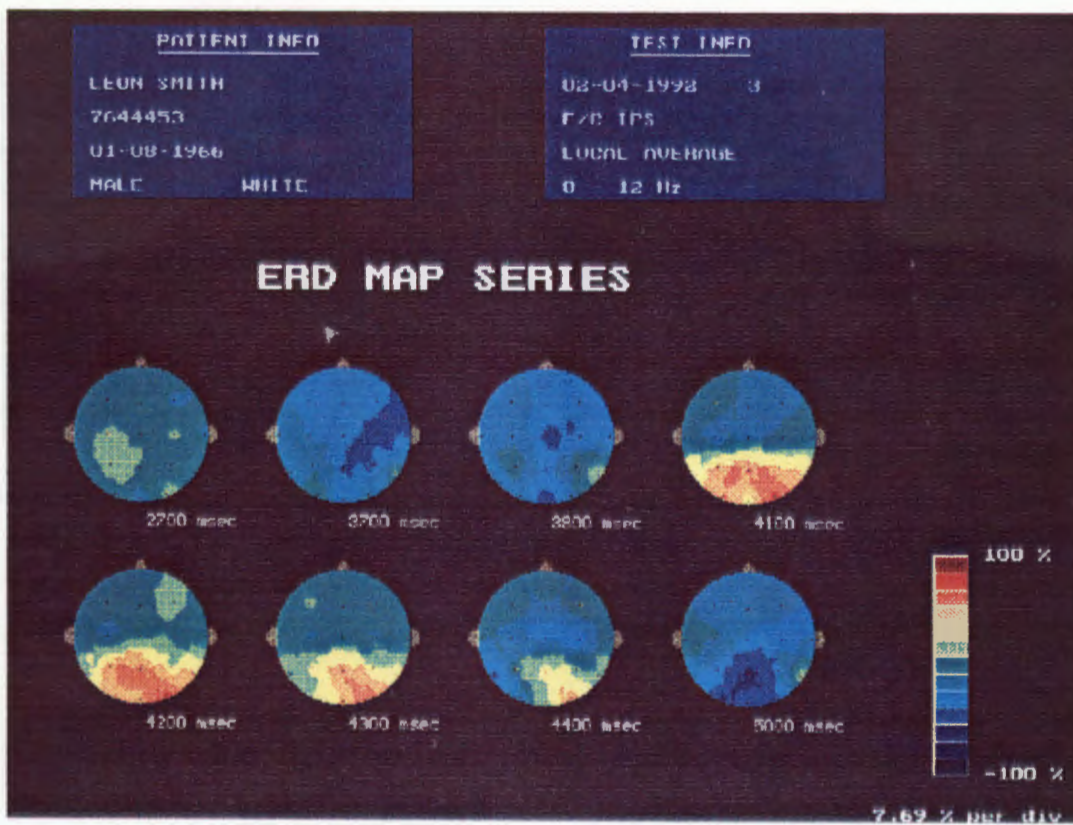 PATIENT INFO
LEON SMITH
7644453
01-08-1966
MALE WHITE
TEST INFO
02-04-1992 3
LOCAL AVERAGE
12 Hz
ERD MAP SERIES
2700 msec
3700 msec
3800 msec
4100 msec
4200 msec
4300 msec
4400 msec
5000 msec
100 %
-100 %
7.69 % per div